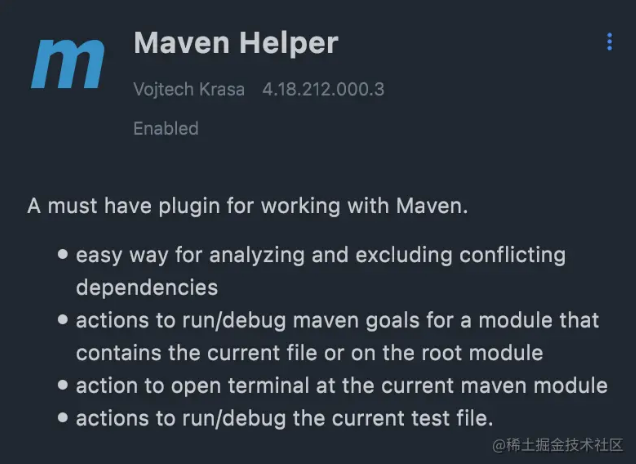 m
Maven Helper
Vojtech Krasa 4.18.212.000.3
Enabled
A must have plugin for working with Maven.
• easy way for analyzing and excluding conflicting
dependencies
• actions to run/debug maven goals for a module that
contains the current file or on the root module
• action to open terminal at the current maven module
• actions to run/debug the current test file.
@稀土掘金技术社区